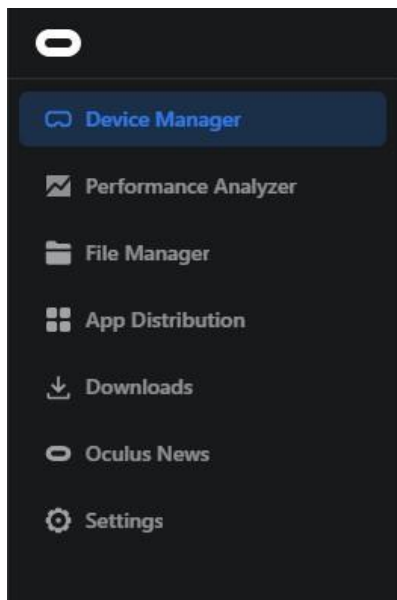 Device Manager
Performance Analyzer
File Manager
App Distribution
Downloads
Oculus News
Settings